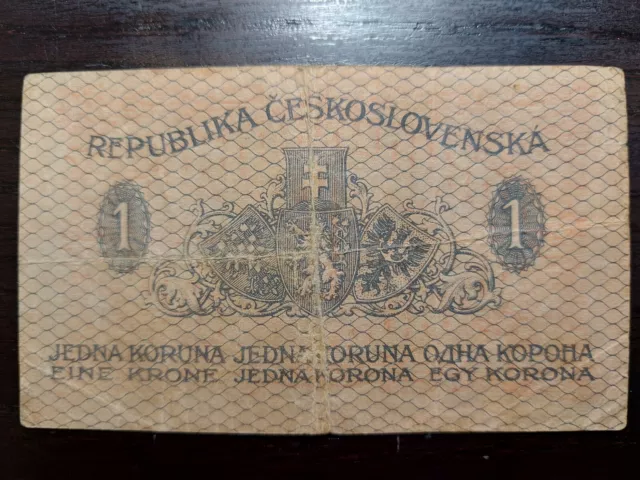 REPUBLIKA ČESKOSLOVENSKÁ
1 1
JEDNA KORUNA JEDNA KORUNA ОДНА КОРОНА
EINE KRONE JEDNA KORONA EGY KORONA